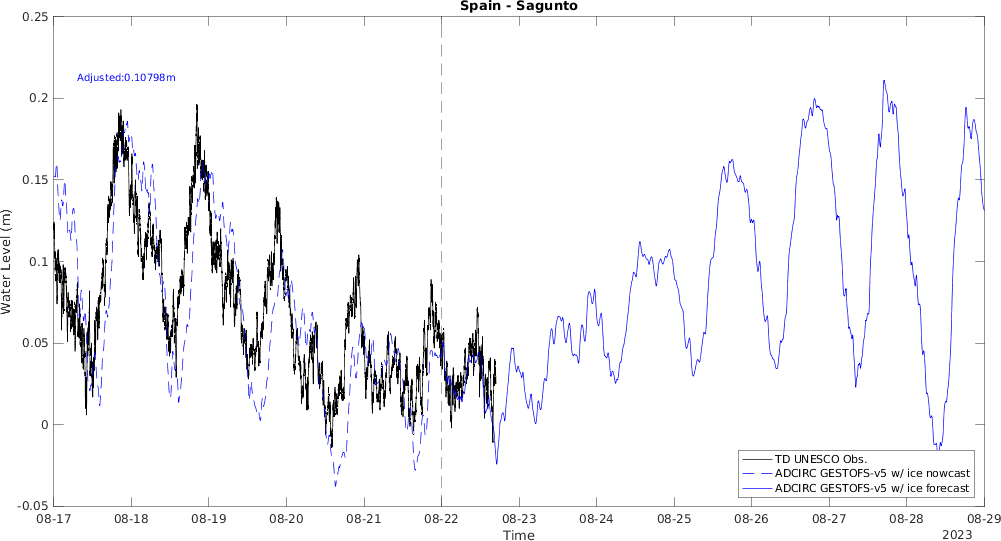 Spain - Sagunto
0.25
0.2
0.15
0.1
0.05
0
-0.05
Water Level (m)
Adjusted:0.10798m
TD UNESCO Obs.
ADCIRC GESTOFS-v5 w/ ice nowcast
ADCIRC GESTOFS-v5 w/ ice forecast
08-17 08-18 08-19 08-20 08-21 08-22 08-23 08-24 08-25 08-26 08-27 08-28 08-29
Time
2023